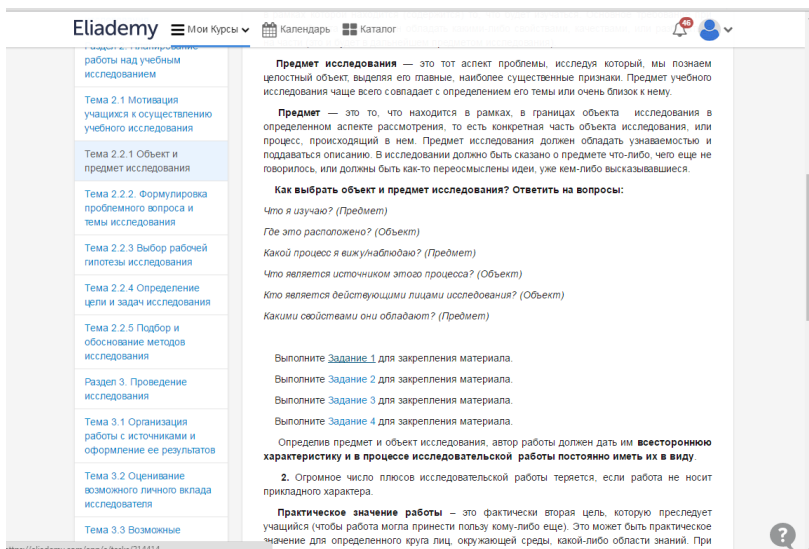 Eliademy
Мои Курсы
Календарь
Каталог
46
работы над учебным
исследованием
Тема 2.1 Мотивация
учащихся к осуществлению
учебного исследования
Тема 2.2.1 Объект и
предмет исследования
Тема 2.2.2. Формулировка
проблемного вопроса и
темы исследования
Тема 2.2.3 Выбор рабочей
гипотезы исследования
Тема 2.2.4 Определение
цели и задач исследования
Тема 2.2.5 Подбор и
обоснование методов
исследования
Раздел 3. Проведение
исследования
Тема 3.1 Организация
работы с источниками и
оформление ее результатов
Тема 3.2 Оценивание
возможного личного вклада
исследователя
Тема 3.3 Возможные
Предмет исследования — это тот аспект проблемы, исследуя который, мы познаем
целостный объект, выделяя его главные, наиболее существенные признаки. Предмет учебного
исследования чаще всего совпадает с определением его темы или очень близок к нему.
Предмет — это то, что находится в рамках, в границах объекта исследования в
определенном аспекте рассмотрения, то есть конкретная часть объекта исследования, или
процесс, происходящий в нем. Предмет исследования должен обладать узнаваемостью и
поддаваться описанию. В исследовании должно быть сказано о предмете что-либо, чего еще не
говорилось, или должны быть как-то переосмыслены идеи, уже кем-либо высказывавшиеся.
Как выбрать объект и предмет исследования? Ответить на вопросы:
Что я изучаю? (Предмет)
Где это расположено? (Объект)
Какой процесс я вижу/наблюдаю? (Предмет)
Что является источником этого процесса? (Объект)
Кто является действующими лицами исследования? (Объект)
Какими свойствами они обладают? (Предмет)
Выполните Задание 1 для закрепления материала.
Выполните Задание 2 для закрепления материала.
Выполните Задание 3 для закрепления материала.
Выполните Задание 4 для закрепления материала.
Определив предмет и объект исследования, автор работы должен дать им всестороннюю
характеристику и в процессе исследовательской работы постоянно иметь их в виду.
2. Огромное число плюсов исследовательской работы теряется, если работа не носит
прикладного характера.
Практическое значение работы – это фактически вторая цель, которую преследует
учащийся (чтобы работа могла принести пользу кому-либо еще). Это может быть практическое
значение для определенного круга лиц, окружающей среды, какой-либо области знаний. При
?